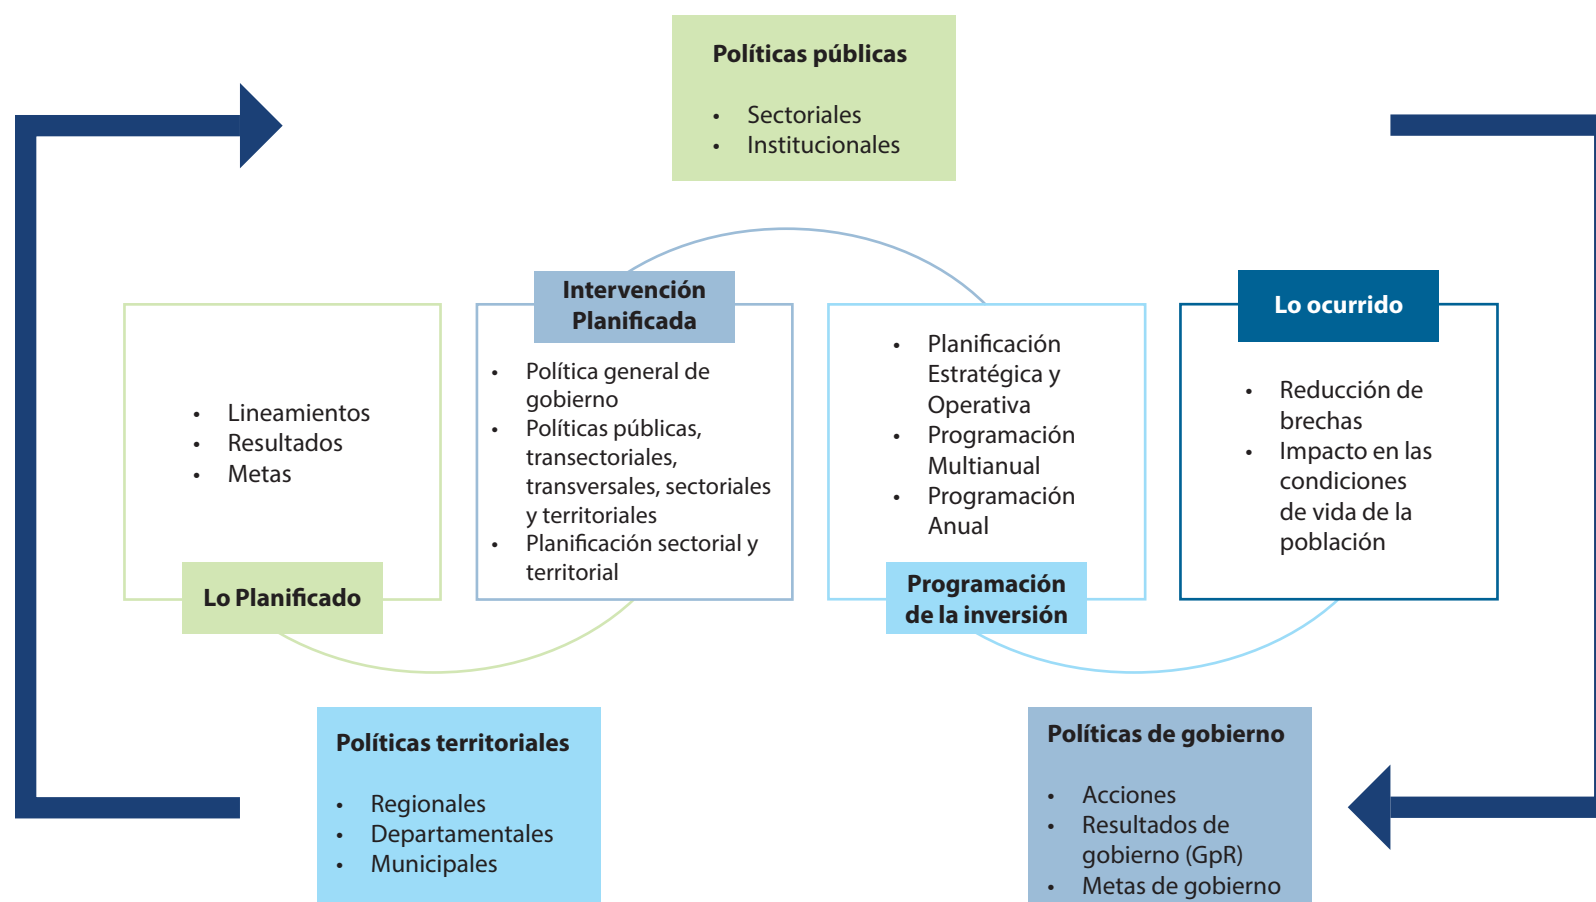 Políticas públicas
• Sectoriales
• Institucionales
• Lineamientos
• Resultados
• Metas
Lo Planificado
Intervención
Planificada
• Política general de
gobierno
• Políticas públicas,
transectoriales,
transversales, sectoriales
y territoriales
• Planificación sectorial y
territorial
• Planificación
Estratégica y
Operativa
• Programación
Multianual
• Programación
Anual
Programación
de la inversión
Lo ocurrido
• Reducción de
brechas
• Impacto en las
condiciones
de vida de la
población
Políticas territoriales
• Regionales
• Departamentales
• Municipales
Políticas de gobierno
• Acciones
• Resultados de
gobierno (GpR)
• Metas de gobierno